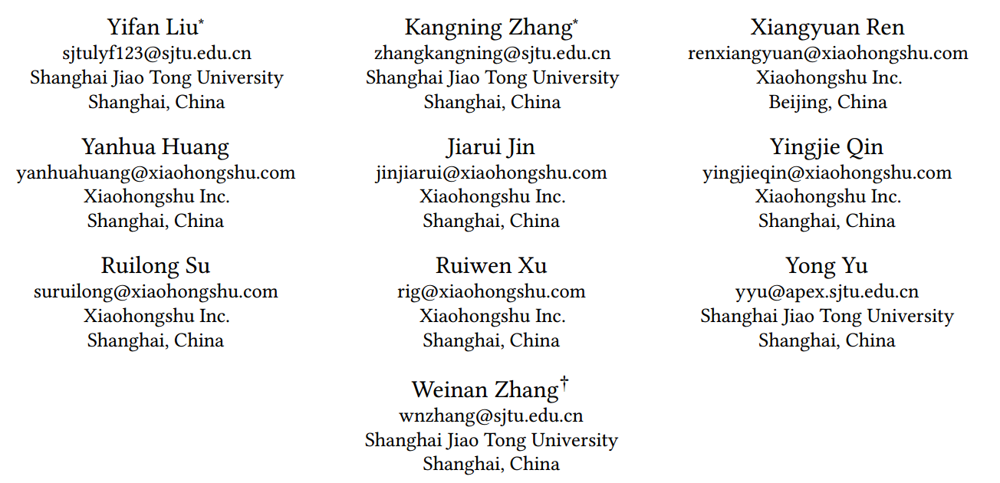 Yifan Liu*
sjtulyf123@sjtu.edu.cn
Shanghai Jiao Tong University
Shanghai, China
Kangning Zhang*
zhangkangning@sjtu.edu.cn
Shanghai Jiao Tong University
Shanghai, China
Xiangyuan Ren
renxiangyuan@xiaohongshu.com
Xiaohongshu Inc.
Beijing, China
Yanhua Huang
yanhuahuang@xiaohongshu.com
Xiaohongshu Inc.
Shanghai, China
Jiarui Jin
jinjiarui@xiaohongshu.com
Xiaohongshu Inc.
Shanghai, China
Yingjie Qin
yingjieqin@xiaohongshu.com
Xiaohongshu Inc.
Shanghai, China
Ruilong Su
suruilong@xiaohongshu.com
Xiaohongshu Inc.
Shanghai, China
Ruiwen Xu
rig@xiaohongshu.com
Xiaohongshu Inc.
Shanghai, China
Yong Yu
yyu@apex.sjtu.edu.cn
Shanghai Jiao Tong University
Shanghai, China
Weinan Zhang†
wnzhang@sjtu.edu.cn
Shanghai Jiao Tong University
Shanghai, China